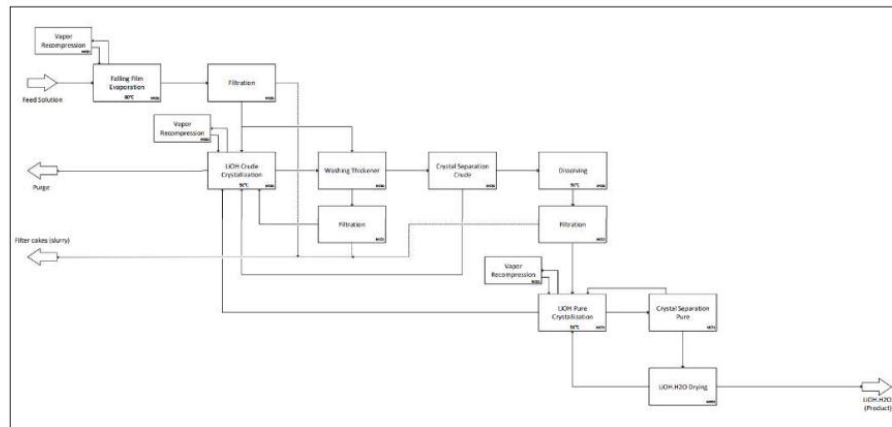 Vapor
Recompression
Falling Film
Evaporation
80°C
Filtration
Feed Solution
Vapor
Recompression
LiOH Crude
Crystallization
Washing Thickener
Crystal Separation
Crude
Dissolving
Purge
Filtration
Filtration
Filter cakes (slurry)
Vapor
Recompression
LiOH Pure
Crystallization
Crystal Separation
Pure
LiOH.H2O Drying
LiOH.H2O
(Product)